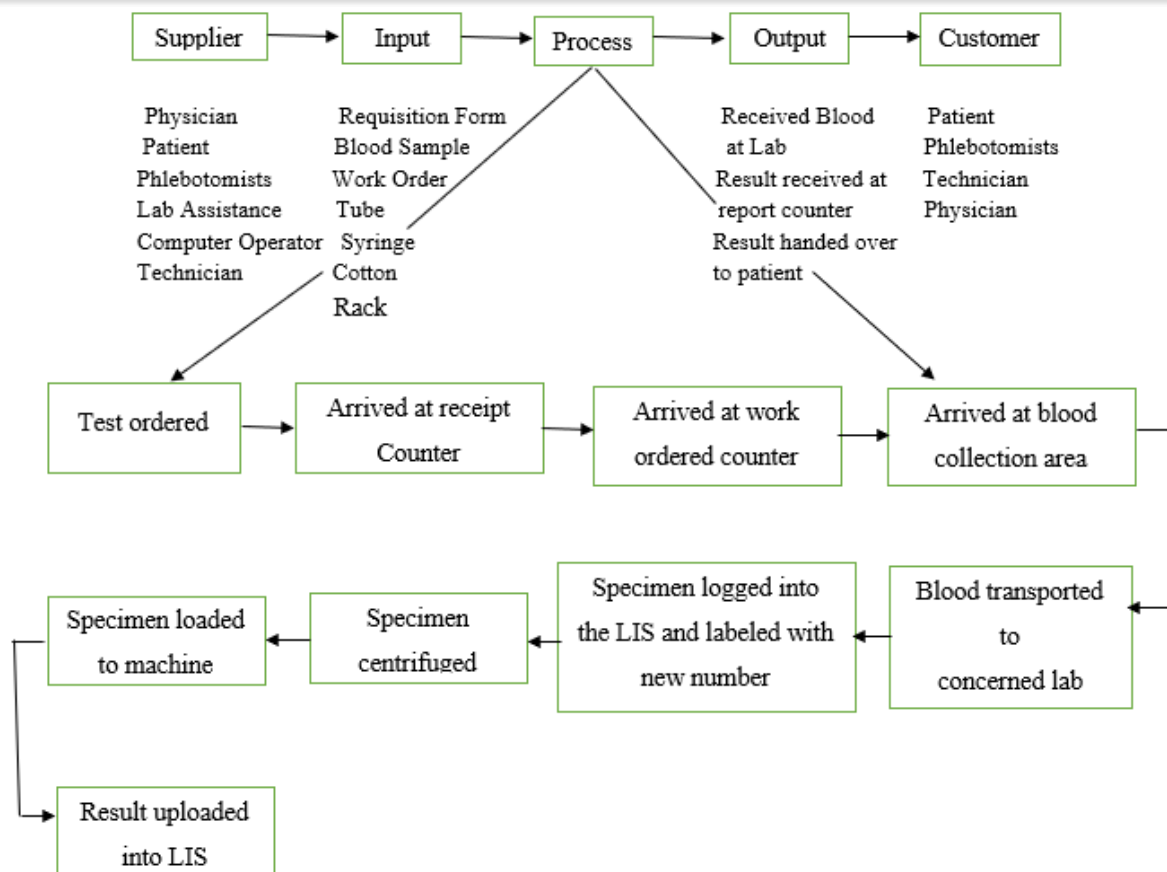 Supplier
Input
Process
Output
Customer
Physician
Patient
Phlebotomists
Lab Assistance
Computer Operator
Technician
Requisition Form
Blood Sample
Work Order
Tube
Syringe
Cotton
Rack
Received Blood
at Lab
Result received at
report counter
Result handed over
to patient
Patient
Phlebotomists
Technician
Physician
Test ordered
Arrived at receipt
Counter
Arrived at work
ordered counter
Arrived at blood
collection area
Blood transported
to
concerned lab
Specimen logged into
the LIS and labeled with
new number
Specimen
centrifuged
Specimen loaded
to machine
Result uploaded
into LIS